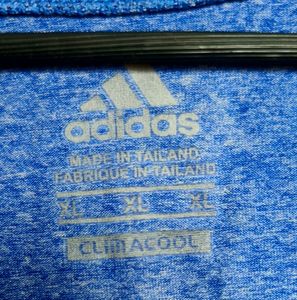 adidas
MADE IN TAILAND.
FABRIQUE IN TAILAND
XL XL XL
CLIMACOOL